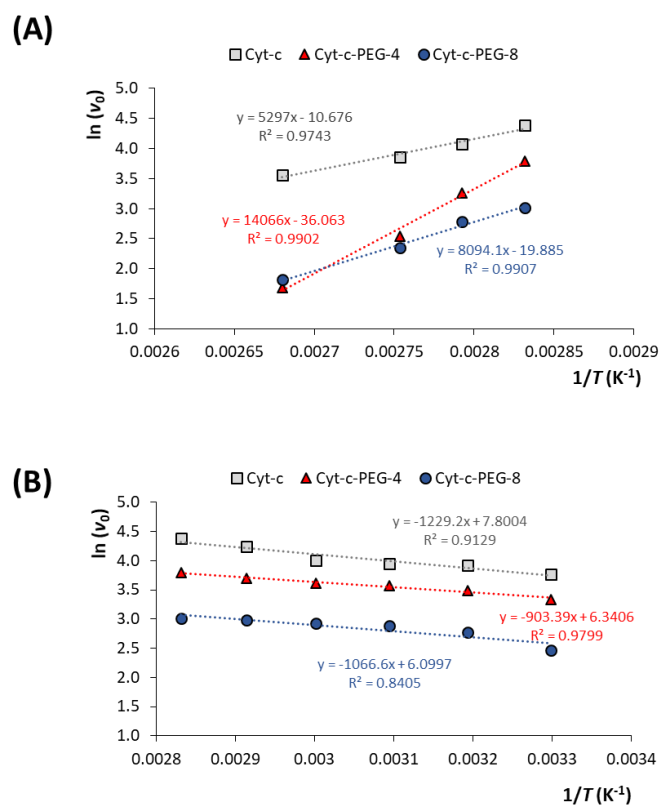 (A)
Cyt-c Cyt-c-PEG-4 Cyt-c-PEG-8
ln (v0)
5.0
4.5
4.0
3.5
3.0
2.5
2.0
1.5
1.0
y = 5297x - 10.676
R² = 0.9743
y = 14066x - 36.063
R² = 0.9902
y = 8094.1x - 19.885
R² = 0.9907
0.0026 0.00265 0.0027 0.00275 0.0028 0.00285 0.0029
1/T (K-1)
(B)
Cyt-c Cyt-c-PEG-4 Cyt-c-PEG-8
ln (v0)
5.0
4.5
4.0
3.5
3.0
2.5
2.0
1.5
1.0
y = -1229.2x + 7.8004
R² = 0.9129
y = -903.39x + 6.3406
R² = 0.9799
y = -1066.6x + 6.0997
R² = 0.8405
0.0028 0.0029 0.003 0.0031 0.0032 0.0033 0.0034
1/T (K-1)